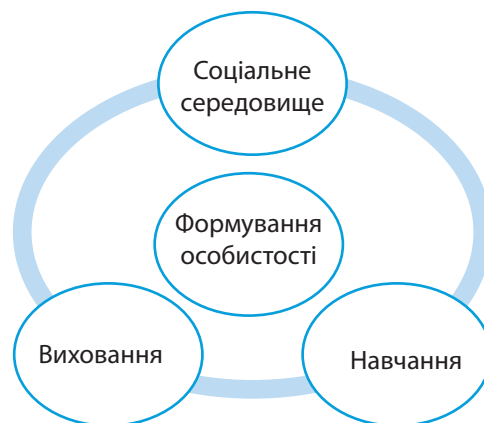 Соціальне
середовище
Формування
особистості
Виховання
Навчання